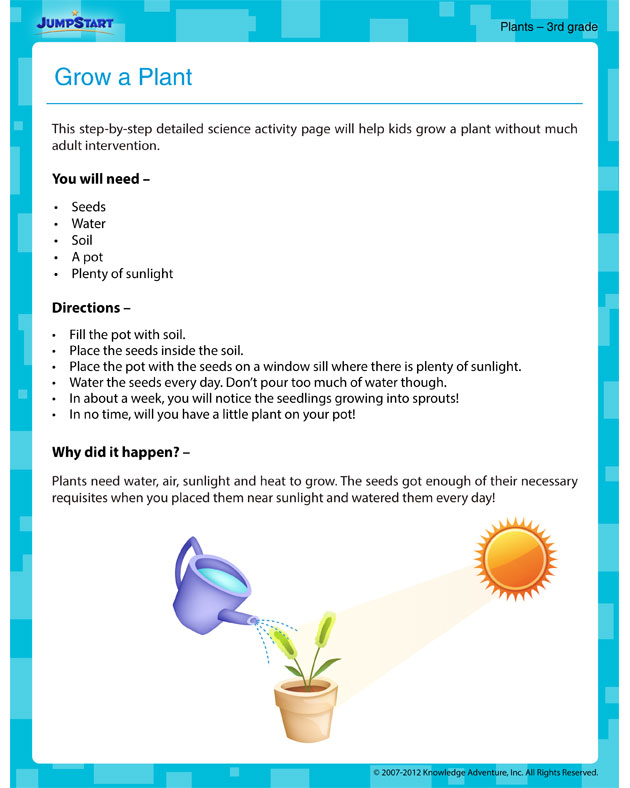 JUMPSTART
Plants – 3rd grade
Grow a Plant
This step-by-step detailed science activity page will help kids grow a plant without much
adult intervention.
You will need –
• Seeds
• Water
• Soil
• A pot
• Plenty of sunlight
Directions –
• Fill the pot with soil.
• Place the seeds inside the soil.
• Place the pot with the seeds on a window sill where there is plenty of sunlight.
• Water the seeds every day. Don't pour too much of water though.
• In about a week, you will notice the seedlings growing into sprouts!
• In no time, will you have a little plant on your pot!
Why did it happen? –
Plants need water, air, sunlight and heat to grow. The seeds got enough of their necessary
requisites when you placed them near sunlight and watered them every day!
© 2007-2012 Knowledge Adventure, Inc. All Rights Reserved.